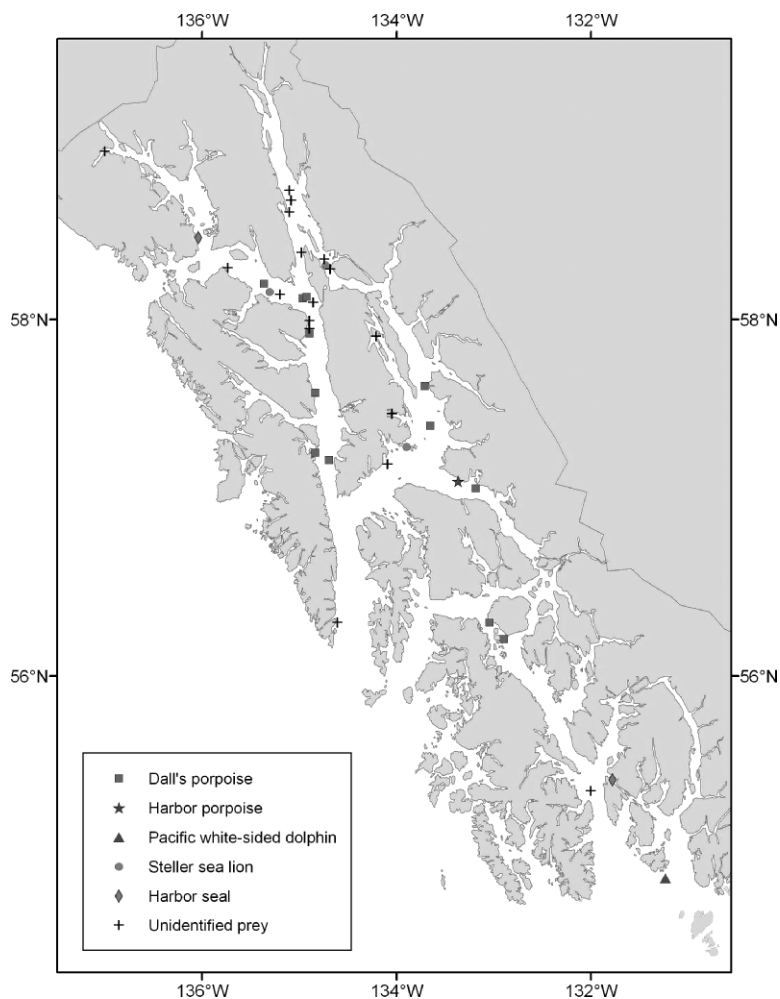 136°W 134°W 132°W
58°N 58°N
56°N 56°N
Dall's porpoise
Harbor porpoise
Pacific white-sided dolphin
Steller sea lion
Harbor seal
Unidentified prey
136°W 134°W 132°W